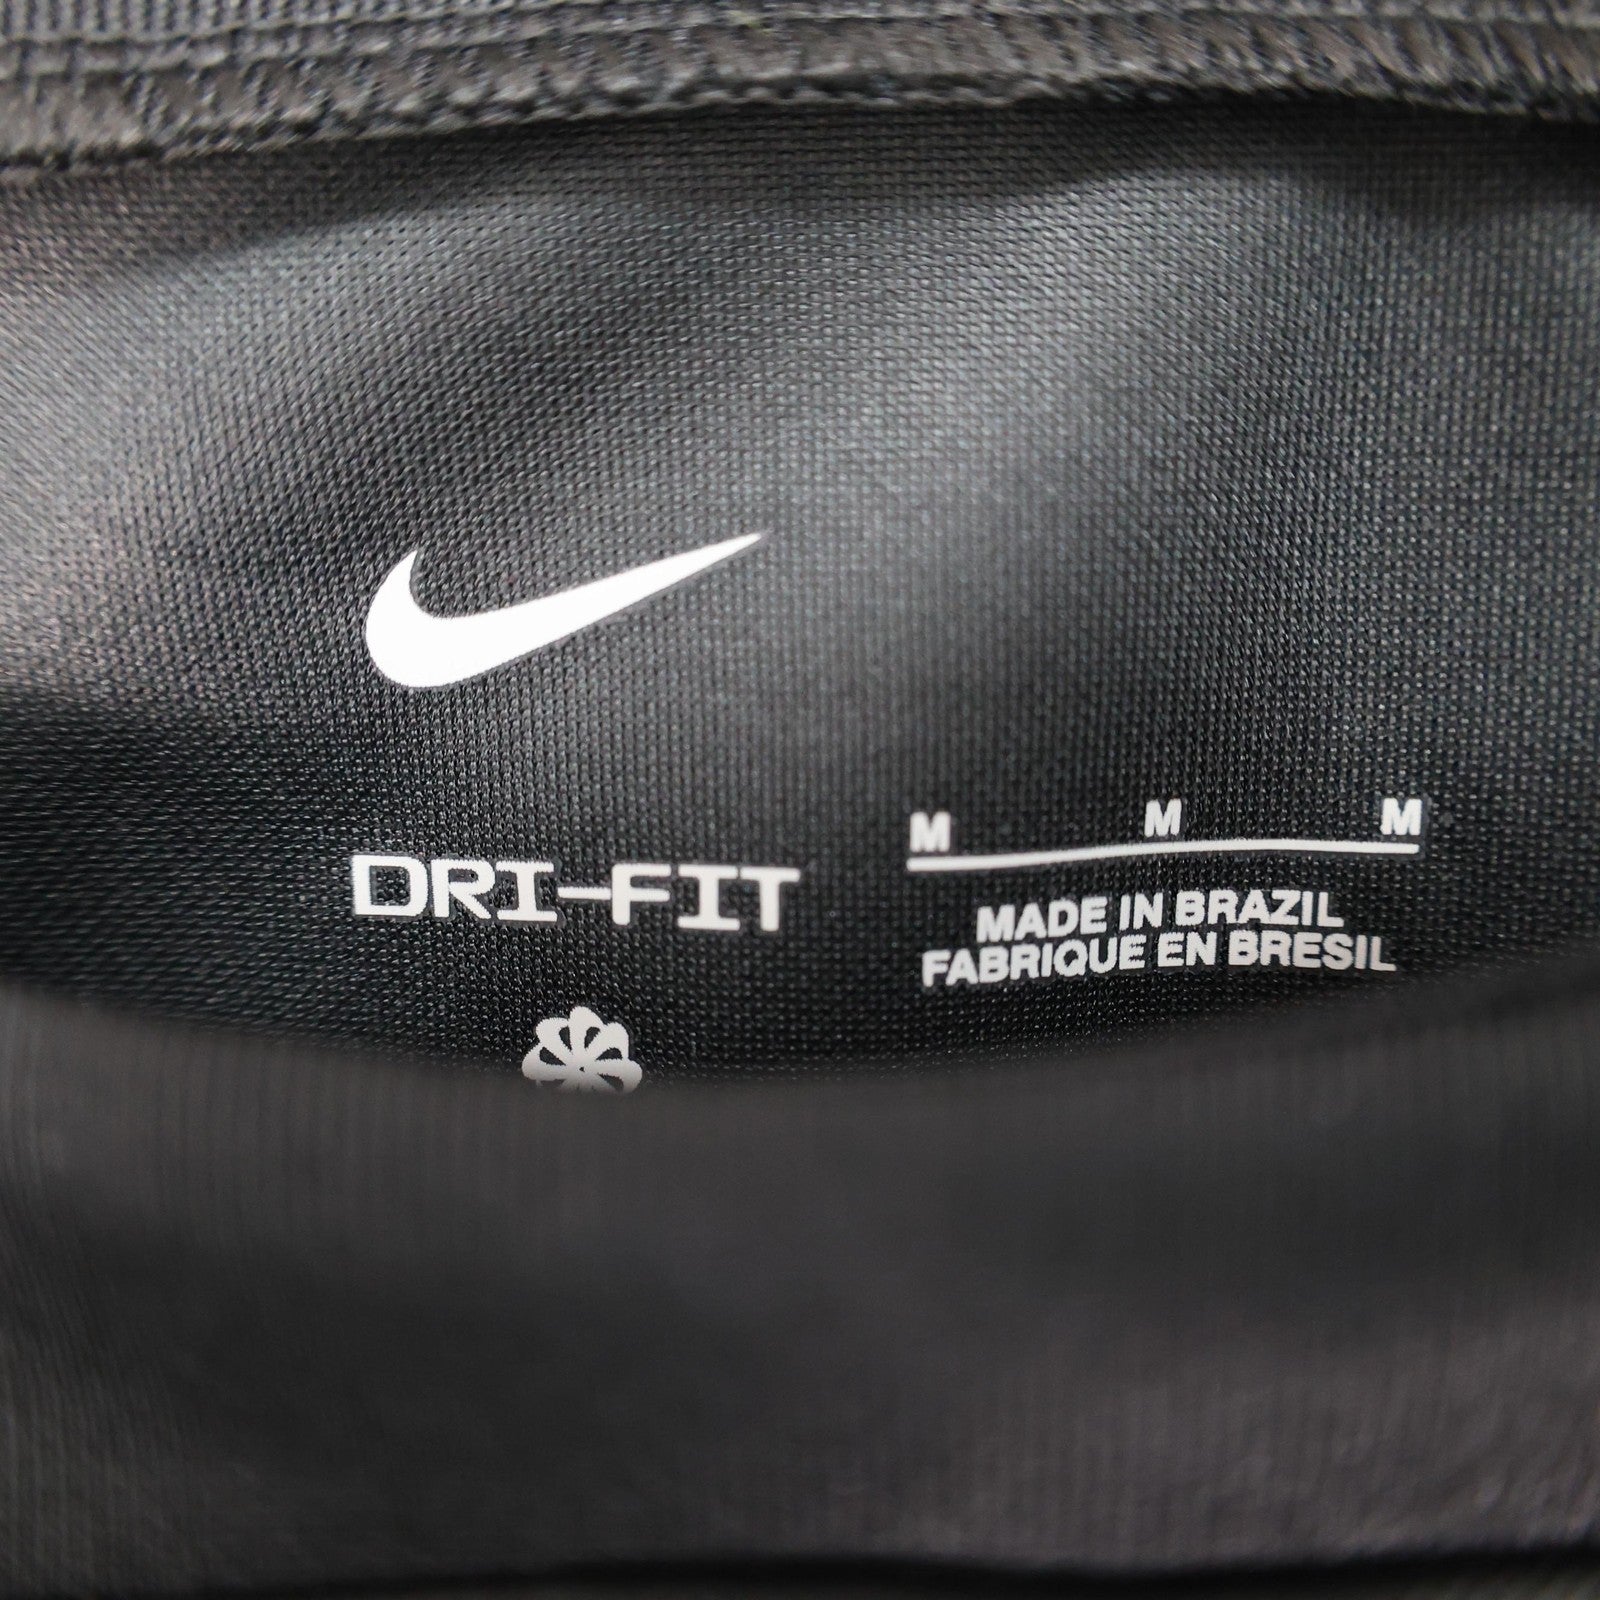 DRI-FIT
M M M
MADE IN BRAZIL
FABRIQUE EN BRESIL